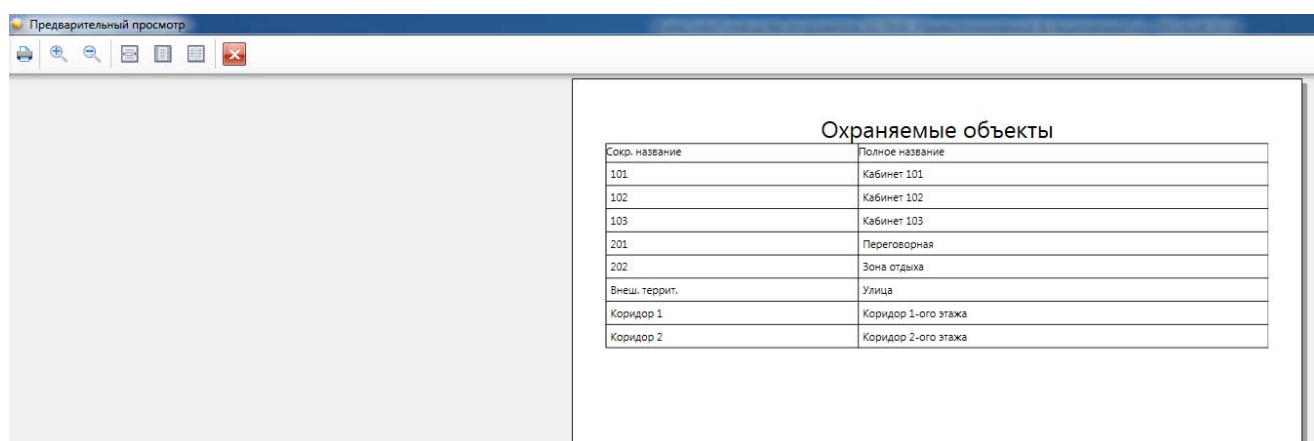 Предварительный просмотр
Охраняемые объекты
Сокр. название Полное название
101 Кабинет 101
102 Кабинет 102
103 Кабинет 103
201 Переговорная
202 Зона отдыха
Внеш. террит. Улица
Коридор 1 Коридор 1-ого этажа
Коридор 2 Коридор 2-ого этажа